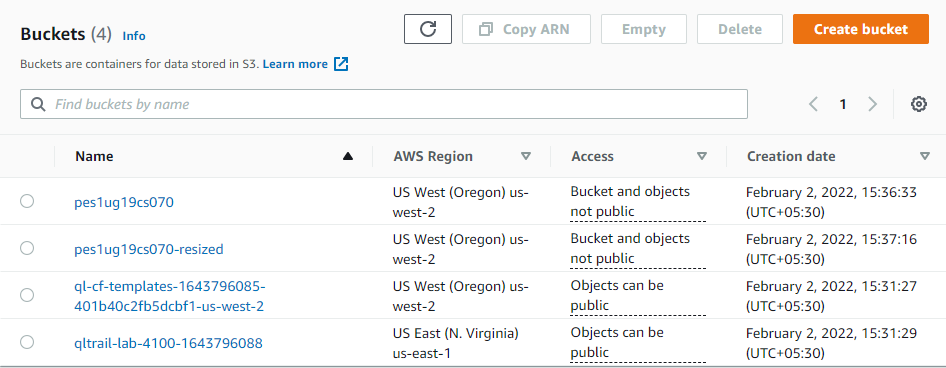 Buckets (4) Info
Copy ARN
Empty
Delete
Create bucket
Buckets are containers for data stored in S3. Learn more
Find buckets by name
1
Name
AWS Region
Access
Creation date
pes1ug19cs070
US West (Oregon) us-
west-2
Bucket and objects
not public
February 2, 2022, 15:36:33
(UTC+05:30)
pes1ug19cs070-resized
US West (Oregon) us-
west-2
Bucket and objects
not public
February 2, 2022, 15:37:16
(UTC+05:30)
ql-cf-templates-1643796085-
401b40c2fb5dcbf1-us-west-2
US West (Oregon) us-
west-2
Objects can be
public
February 2, 2022, 15:31:27
(UTC+05:30)
qltrail-lab-4100-1643796088
US East (N. Virginia)
us-east-1
Objects can be
public
February 2, 2022, 15:31:29
(UTC+05:30)